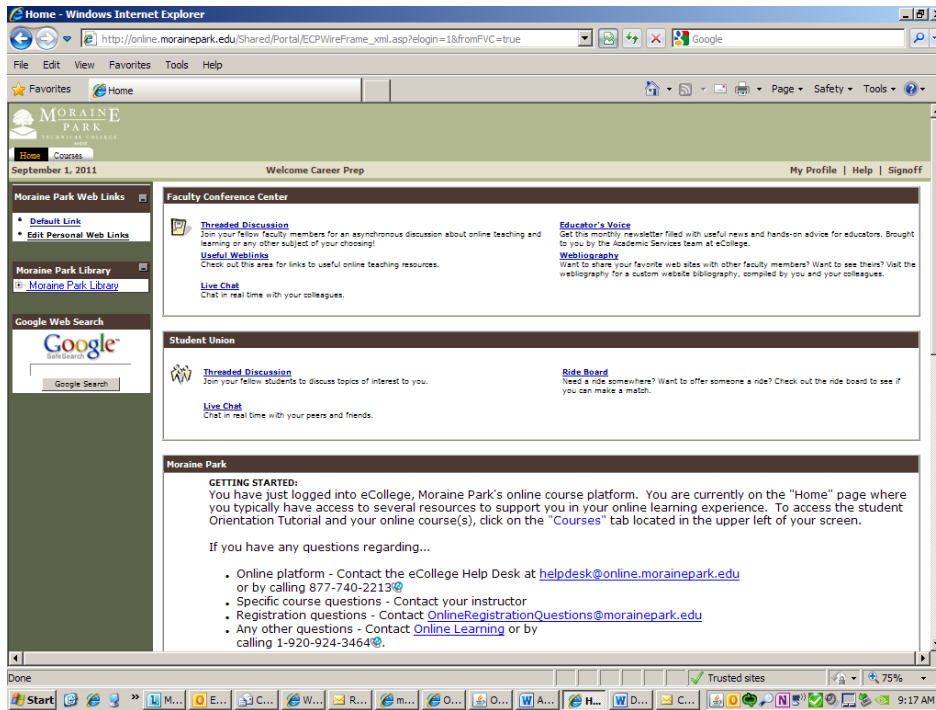 Home - Windows Internet Explorer
http://online.morainepark.edu/Shared/Portal/ECPWireFrame_xml.asp?elogin=1&fromFVC=true
Google
File Edit View Favorites Tools Help
Favorites Home Page Safety Tools
MORAINE
PARK
TECHNICAL COLLEGE
Home Courses
September 1, 2011 Welcome Career Prep My Profile | Help | Signoff
Moraine Park Web Links
• Default Link
• Edit Personal Web Links
Moraine Park Library
Moraine Park Library
Google Web Search
Google
SafeSearch
Google Search
Faculty Conference Center
Threaded Discussion
Join your fellow faculty members for an asynchronous discussion about online teaching and
learning or any other subject of your choosing!
Useful Weblinks
Check out this area for links to useful online teaching resources.
Live Chat
Chat in real time with your colleagues.
Educator's Voice
Get this monthly newsletter filled with useful news and hands-on advice for educators. Brought
to you by the Academic Services team at eCollege.
Webliography
Want to share your favorite web sites with other faculty members? Want to see theirs? Visit the
webliography for a custom website bibliography, compiled by you and your colleagues.
Student Union
Threaded Discussion
Join your fellow students to discuss topics of interest to you.
Live Chat
Chat in real time with your peers and friends.
Ride Board
Need a ride somewhere? Want to offer someone a ride? Check out the ride board to see if
you can make a match.
Moraine Park
GETTING STARTED:
You have just logged into eCollege, Moraine Park's online course platform. You are currently on the "Home" page where
you typically have access to several resources to support you in your online learning experience. To access the student
Orientation Tutorial and your online course(s), click on the "Courses" tab located in the upper left of your screen.
If you have any questions regarding...
• Online platform - Contact the eCollege Help Desk at helpdesk@online.morainepark.edu
or by calling 877-740-2213
• Specific course questions - Contact your instructor
• Registration questions - Contact OnlineRegistrationQuestions@morainepark.edu
• Any other questions - Contact Online Learning or by
calling 1-920-924-3464.
Done Trusted sites 75%
Start M... E... C... W... R... m... O... O... A... H... D... C... 9:17 AM